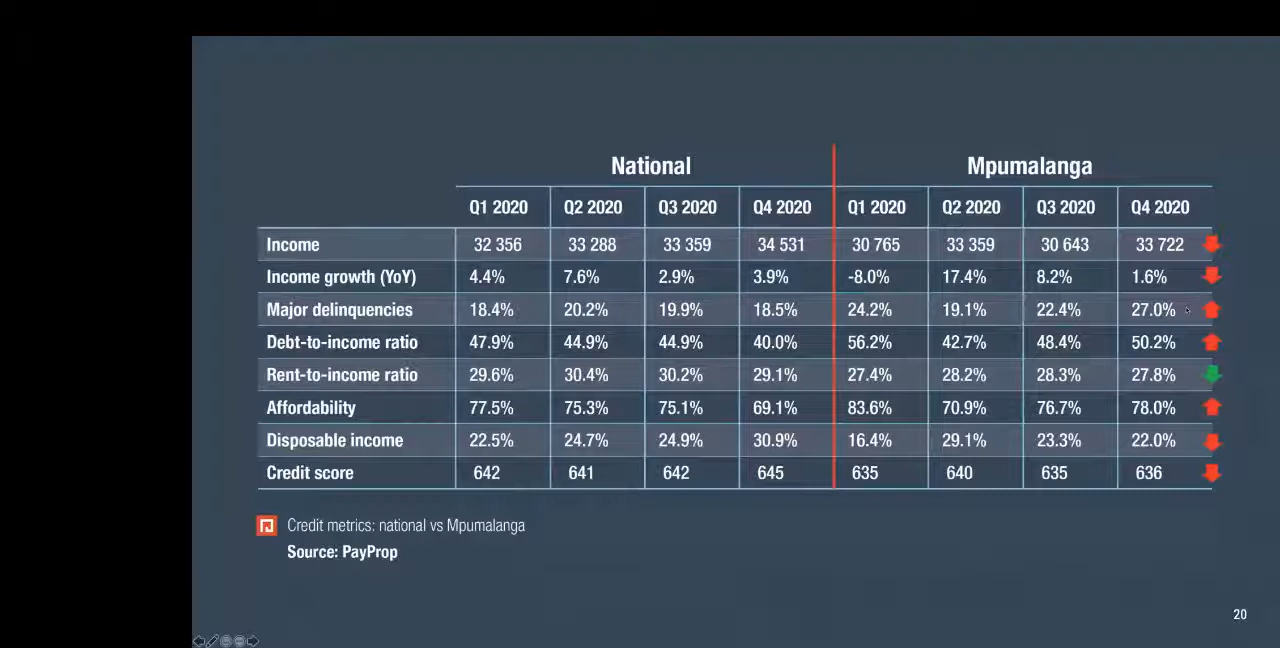 National Mpumalanga
Q1 2020 Q2 2020 Q3 2020 Q4 2020 Q1 2020 Q2 2020 Q3 2020 Q4 2020
Income 32 356 33 288 33 359 34 531 30 765 33 359 30 643 33 722
Income growth (YoY) 4.4% 7.6% 2.9% 3.9% -8.0% 17.4% 8.2% 1.6%
Major delinquencies 18.4% 20.2% 19.9% 18.5% 24.2% 19.1% 22.4% 27.0%
Debt-to-income ratio 47.9% 44.9% 44.9% 40.0% 56.2% 42.7% 48.4% 50.2%
Rent-to-income ratio 29.6% 30.4% 30.2% 29.1% 27.4% 28.2% 28.3% 27.8%
Affordability 77.5% 75.3% 75.1% 69.1% 83.6% 70.9% 76.7% 78.0%
Disposable income 22.5% 24.7% 24.9% 30.9% 16.4% 29.1% 23.3% 22.0%
Credit score 642 641 642 645 635 640 635 636
Credit metrics: national vs Mpumalanga
Source: PayProp
20